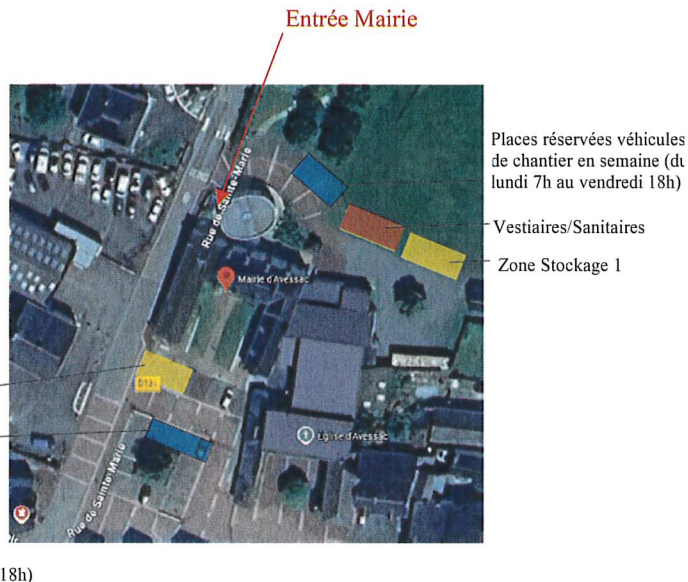 Entrée Mairie
Places réservées véhicules
de chantier en semaine (du
lundi 7h au vendredi 18h)
Rue de Sainte-Marie
Vestiaires/Sanitaires
Zone Stockage 1
Mairie d'Avessac
Église d'Avessac
Rue de Sainte-Marie
18h)